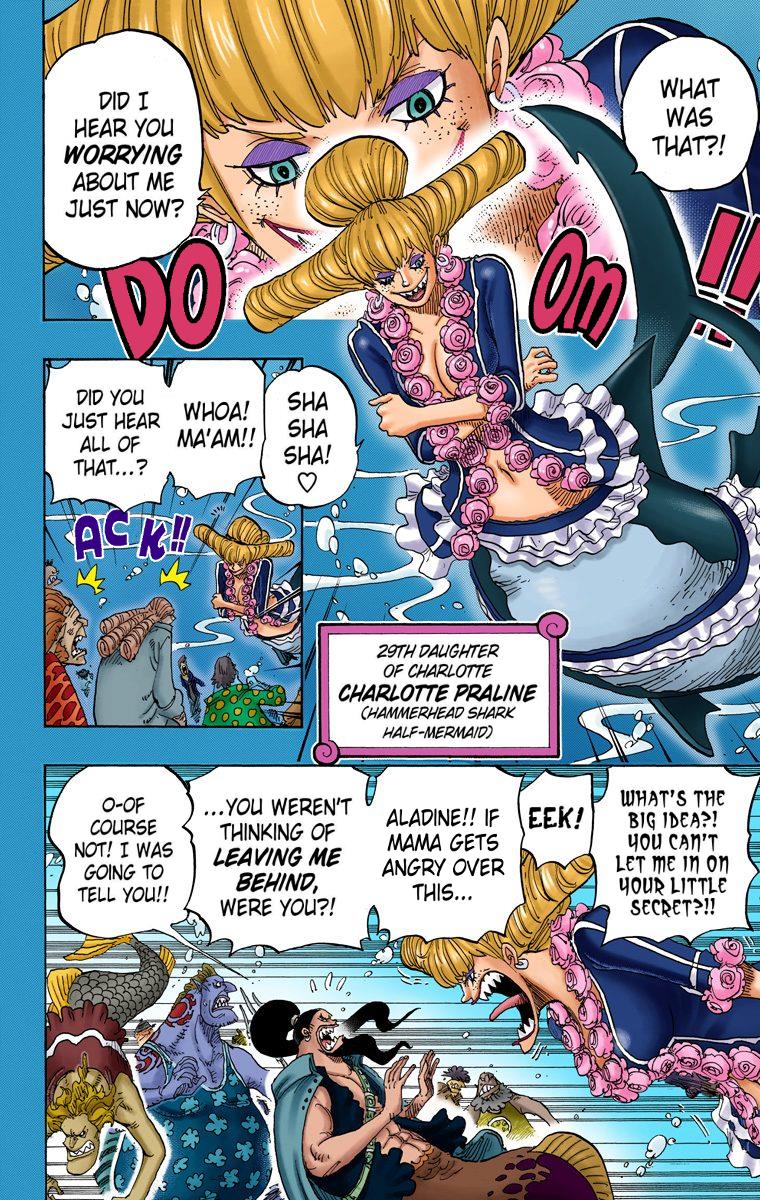 WHAT
WAS
THAT?!
DID I
HEAR YOU
WORRYING
ABOUT ME
JUST NOW?
DO
OM
!!
SHA
SHA
SHA!
♡
WHOA!
MA'AM!!
DID YOU
JUST HEAR
ALL OF
THAT...?
ACK!!
29TH DAUGHTER
OF CHARLOTTE
CHARLOTTE PRALINE
(HAMMERHEAD SHARK
HALF-MERMAID)
WHAT'S THE
BIG IDEA?!
YOU CAN'T
LET ME IN ON
YOUR LITTLE
SECRET?!!
EEK!
ALADINE!! IF
MAMA GETS
ANGRY OVER
THIS...
...YOU WEREN'T
THINKING OF
LEAVING ME
BEHIND,
WERE YOU?!
O-OF
COURSE
NOT! I WAS
GOING TO
TELL YOU!!